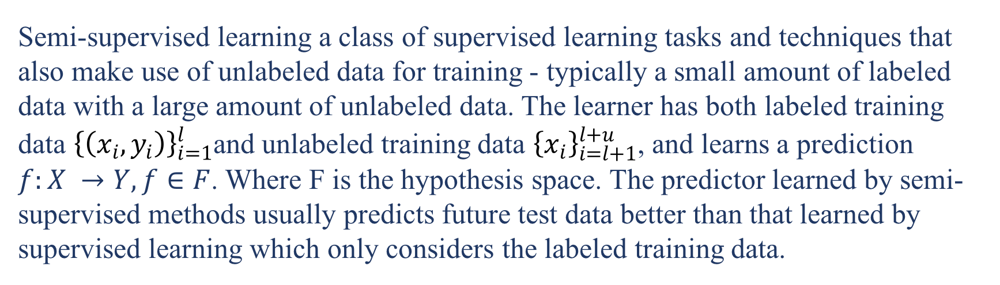 Semi-supervised learning a class of supervised learning tasks and techniques that
also make use of unlabeled data for training - typically a small amount of labeled
data with a large amount of unlabeled data. The learner has both labeled training
data $\{(x_i, y_i)\}_{i=1}^{l}$ and unlabeled training data $\{x_i\}_{i=l+1}^{l+u}$, and learns a prediction
$f: X \rightarrow Y, f \in F$. Where F is the hypothesis space. The predictor learned by semi-
supervised methods usually predicts future test data better than that learned by
supervised learning which only considers the labeled training data.